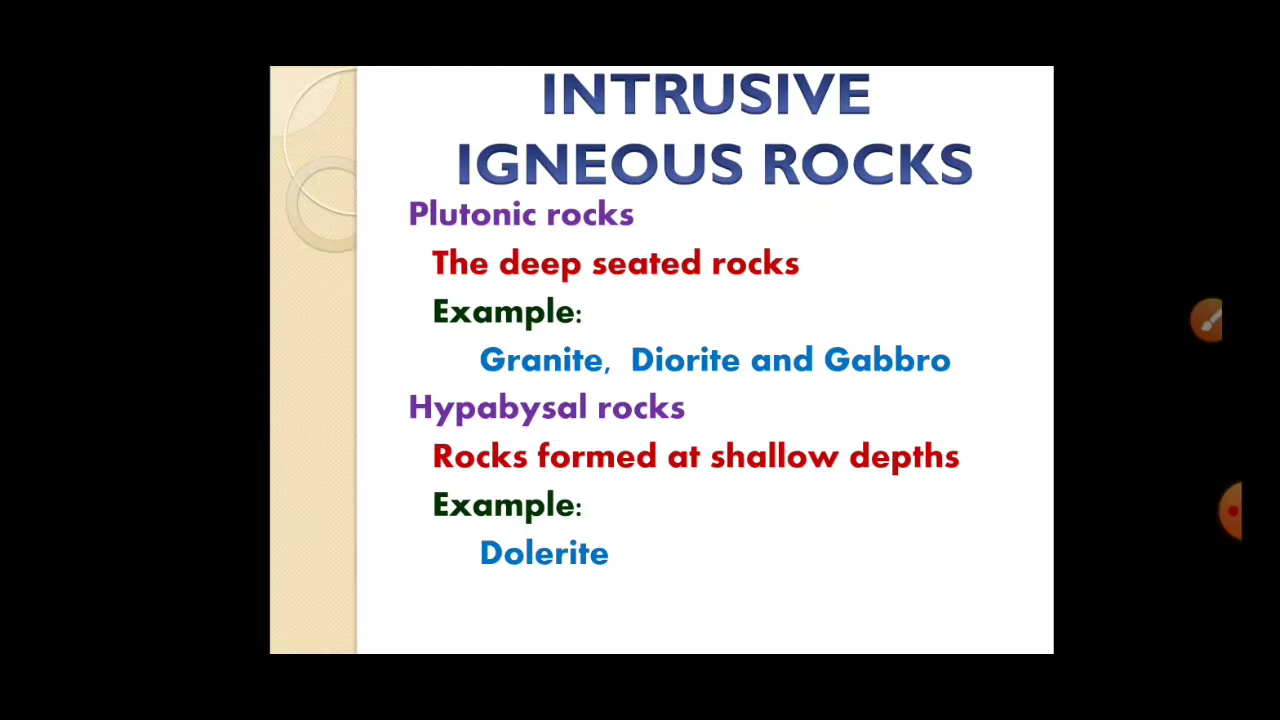 INTRUSIVE
IGNEOUS ROCKS
Plutonic rocks
The deep seated rocks
Example:
Granite, Diorite and Gabbro
Hypabysal rocks
Rocks formed at shallow depths
Example:
Dolerite